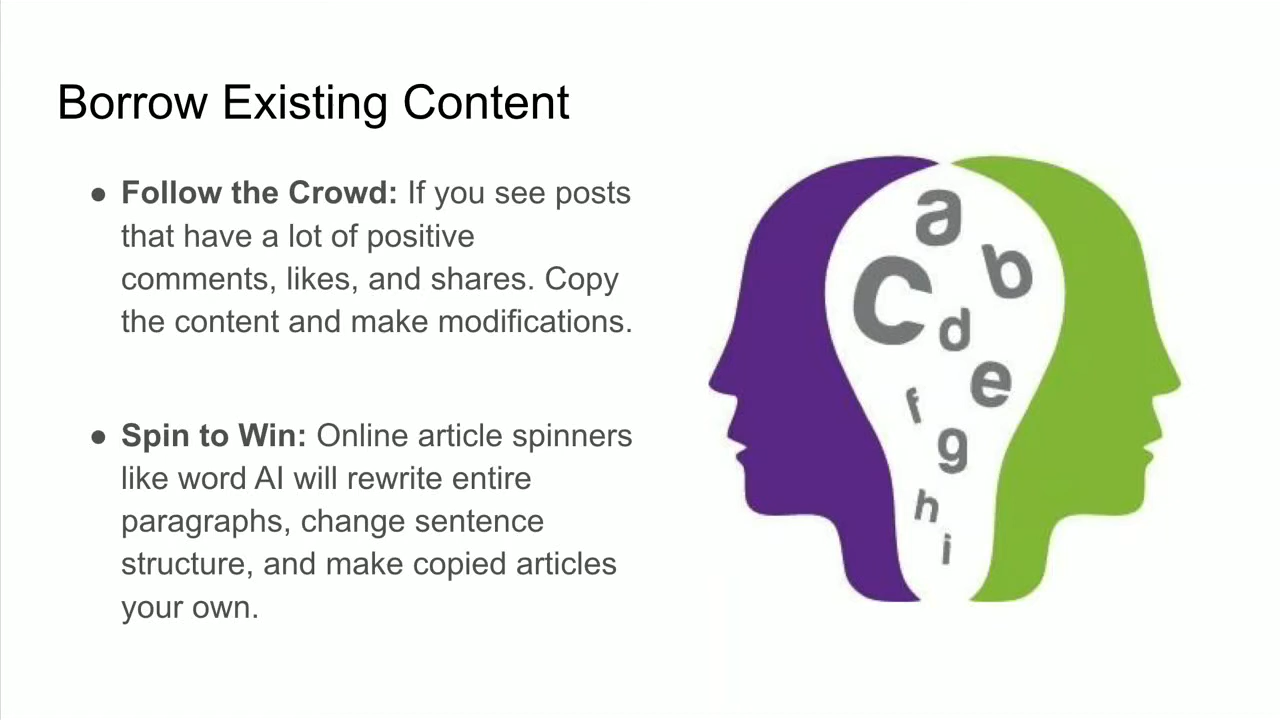 Borrow Existing Content
● Follow the Crowd: If you see posts
that have a lot of positive
comments, likes, and shares. Copy
the content and make modifications.
● Spin to Win: Online article spinners
like word AI will rewrite entire
paragraphs, change sentence
structure, and make copied articles
your own.
a
b
c
d
e
f
g
h
i